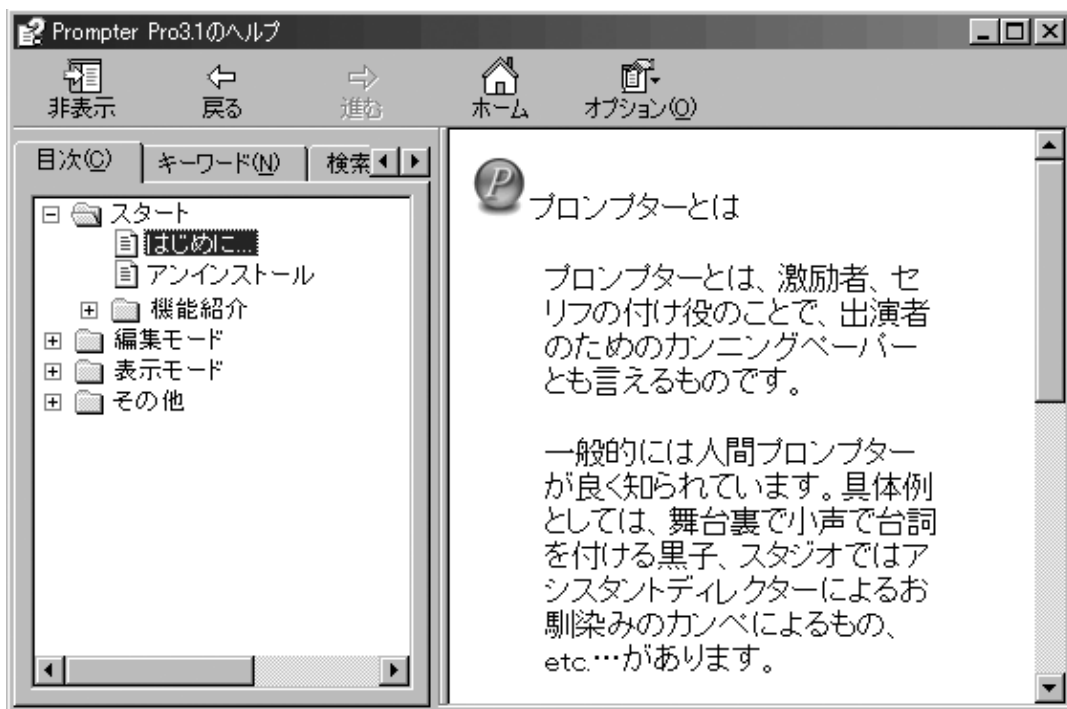 Prompter Pro3.1のヘルプ
非表示 戻る 進む ホーム オプション(O)
目次(C) キーワード(N) 検索
スタート
はじめに...
アンインストール
機能紹介
編集モード
表示モード
その他
P
プロンプターとは
プロンプターとは、激励者、セ
リフの付け役のことで、出演者
のためのカンニングペーパー
とも言えるものです。
一般的には人間プロンプター
が良く知られています。具体例
としては、舞台裏で小声で台詞
を付ける黒子、スタジオではア
シスタントディレクターによるお
馴染みのカンペによるもの、
etc.…があります。